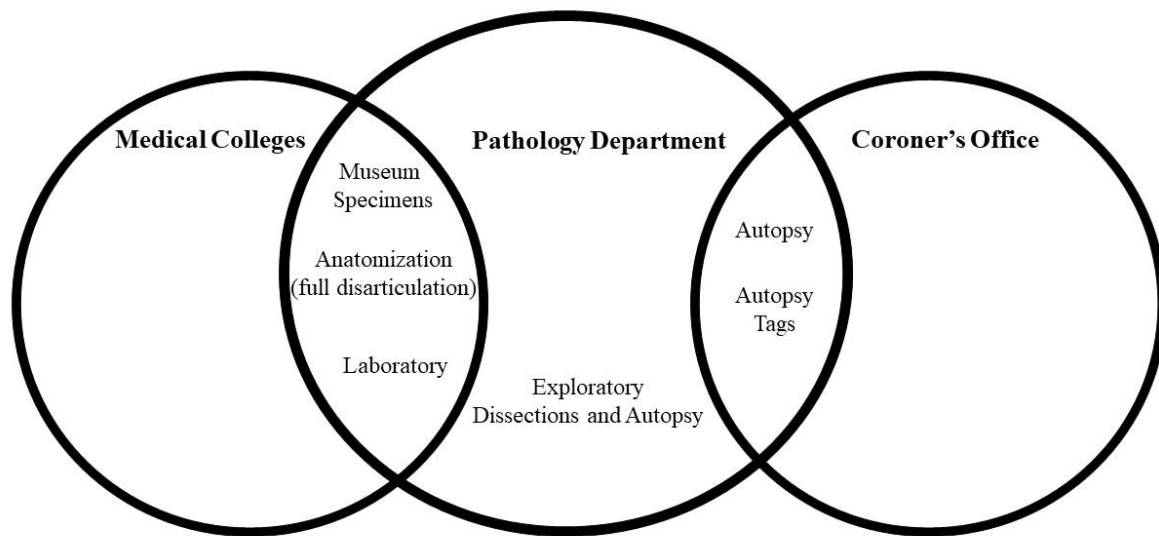 Medical Colleges
Pathology Department
Coroner's Office
Museum
Specimens
Anatomization
(full disarticulation)
Laboratory
Exploratory
Dissections and Autopsy
Autopsy
Autopsy
Tags